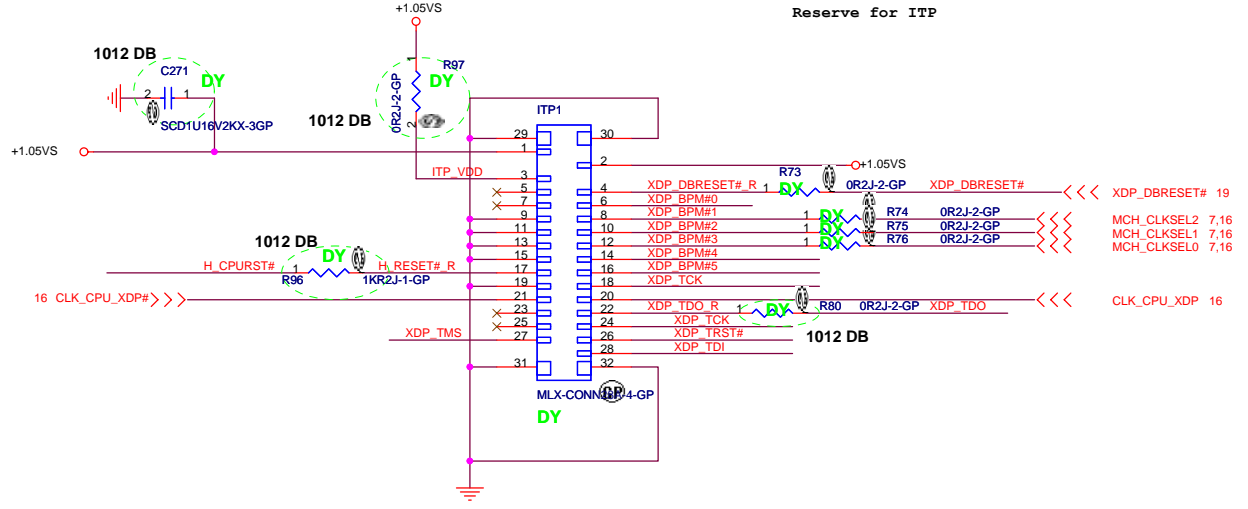 +1.05VS
Reserve for ITP
1012 DB
C271
DY
2 1
SCD1U16V2KX-3GP
1
R97
DY
0R2J-2-GP
2
1012 DB
ITP1
+1.05VS
29 30
1 2
+1.05VS
ITP_VDD 3
5 4 XDP_DBRESET#_R 1 R73 DY 0R2J-2-GP XDP_DBRESET# XDP_DBRESET# 19
7 6 XDP_BPM#0
9 8 XDP_BPM#1 1 DY R74 0R2J-2-GP MCH_CLKSEL2 7,16
11 10 XDP_BPM#2 1 DY R75 0R2J-2-GP MCH_CLKSEL1 7,16
13 12 XDP_BPM#3 1 DY R76 0R2J-2-GP MCH_CLKSEL0 7,16
1012 DB
DY
15 14 XDP_BPM#4
H_CPURST# 1 R96 1KR2J-1-GP H_RESET#_R 17 16 XDP_BPM#5
19 18 XDP_TCK
16 CLK_CPU_XDP# 21 20 CLK_CPU_XDP 16
23 22 XDP_TDO_R 1 DY R80 0R2J-2-GP XDP_TDO
25 24 XDP_TCK
1012 DB
XDP_TMS 27 26 XDP_TRST#
28 XDP_TDI
31 32
GP
DY